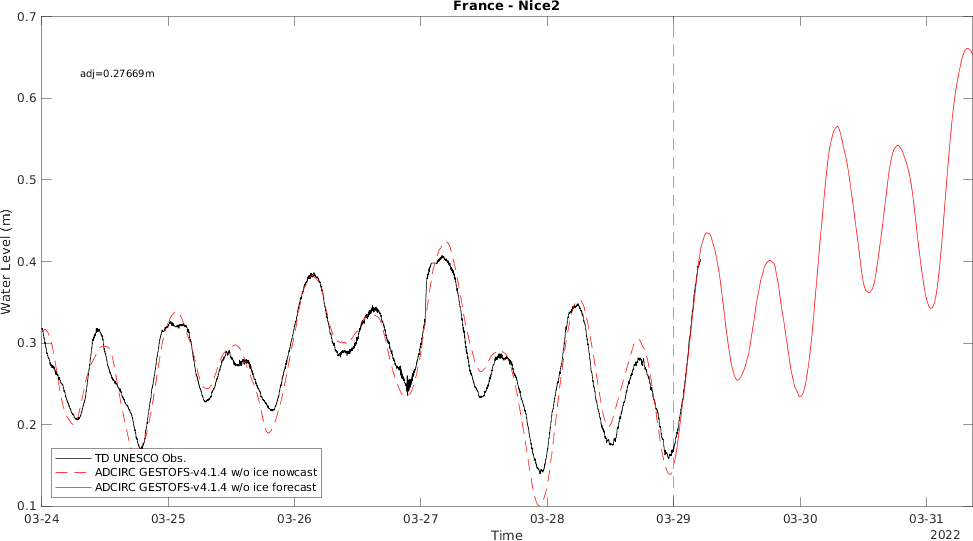 France - Nice2
adj=0.27669m
Water Level (m)
0.7
0.6
0.5
0.4
0.3
0.2
0.1
TD UNESCO Obs.
ADCIRC GESTOFS-v4.1.4 w/o ice nowcast
ADCIRC GESTOFS-v4.1.4 w/o ice forecast
03-24 03-25 03-26 03-27 03-28 03-29 03-30 03-31
Time
2022